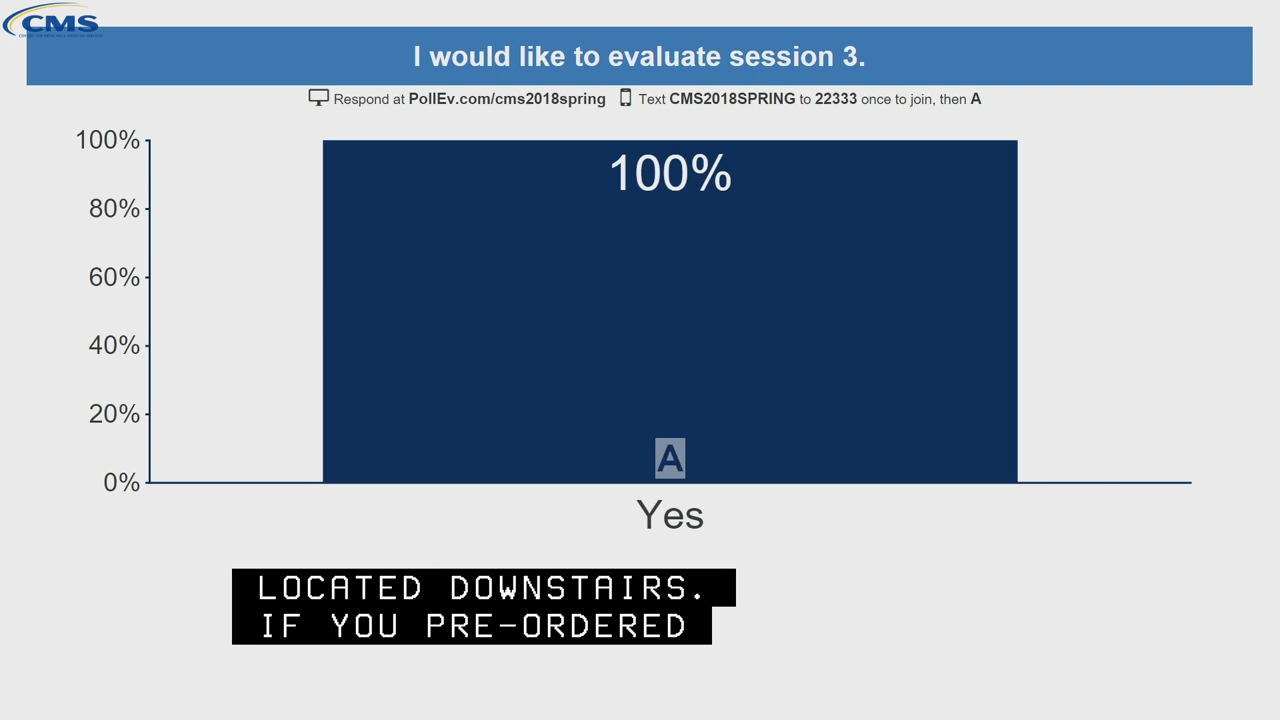 CMS
I would like to evaluate session 3.
Respond at PollEv.com/cms2018spring Text CMS2018SPRING to 22333 once to join, then A
100%
80%
60%
40%
20%
0%
100%
A
Yes
LOCATED DOWNSTAIRS.
IF YOU PRE-ORDERED